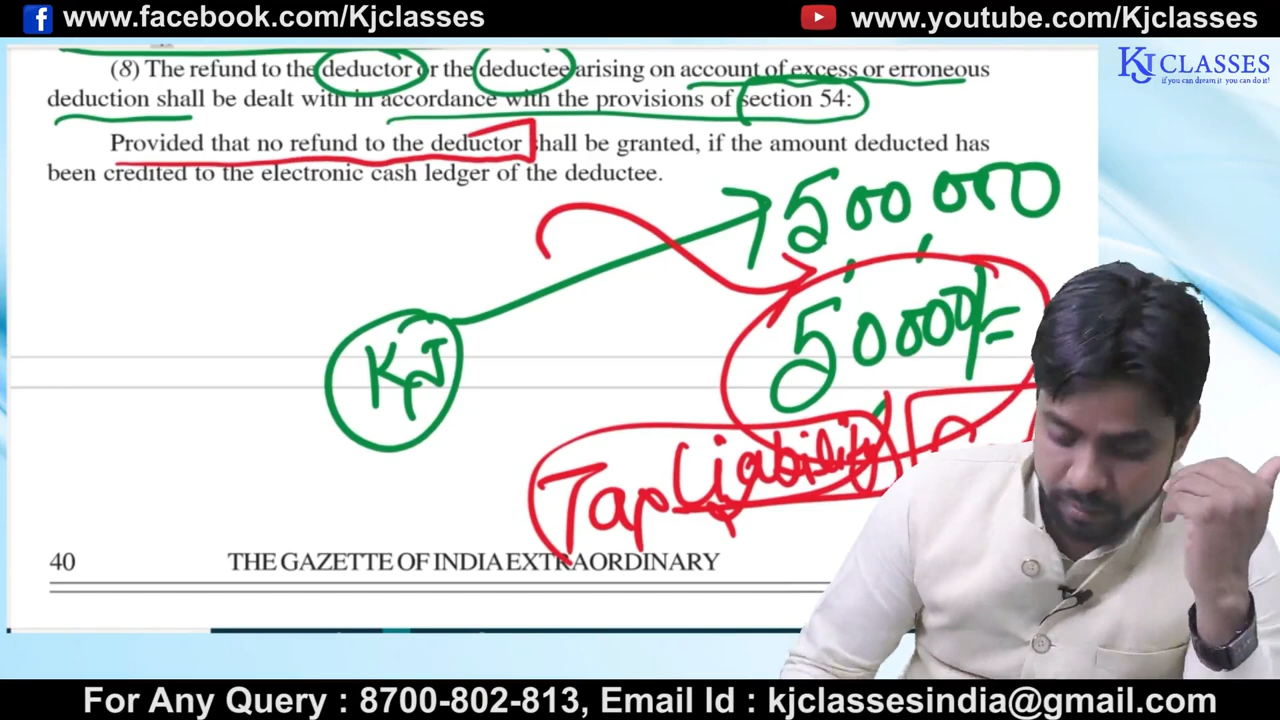 www.facebook.com/Kjclasses
www.youtube.com/Kjclasses
KJ CLASSES
if you can dream it you can do it!
(8) The refund to the deductor or the deductee arising on account of excess or erroneous
deduction shall be dealt with in accordance with the provisions of section 54:
Provided that no refund to the deductor shall be granted, if the amount deducted has
been credited to the electronic cash ledger of the deductee.
500000
50000/=
KJ
Tax Liability
40 THE GAZETTE OF INDIA EXTRAORDINARY
For Any Query : 8700-802-813, Email Id : kjclassesindia@gmail.com